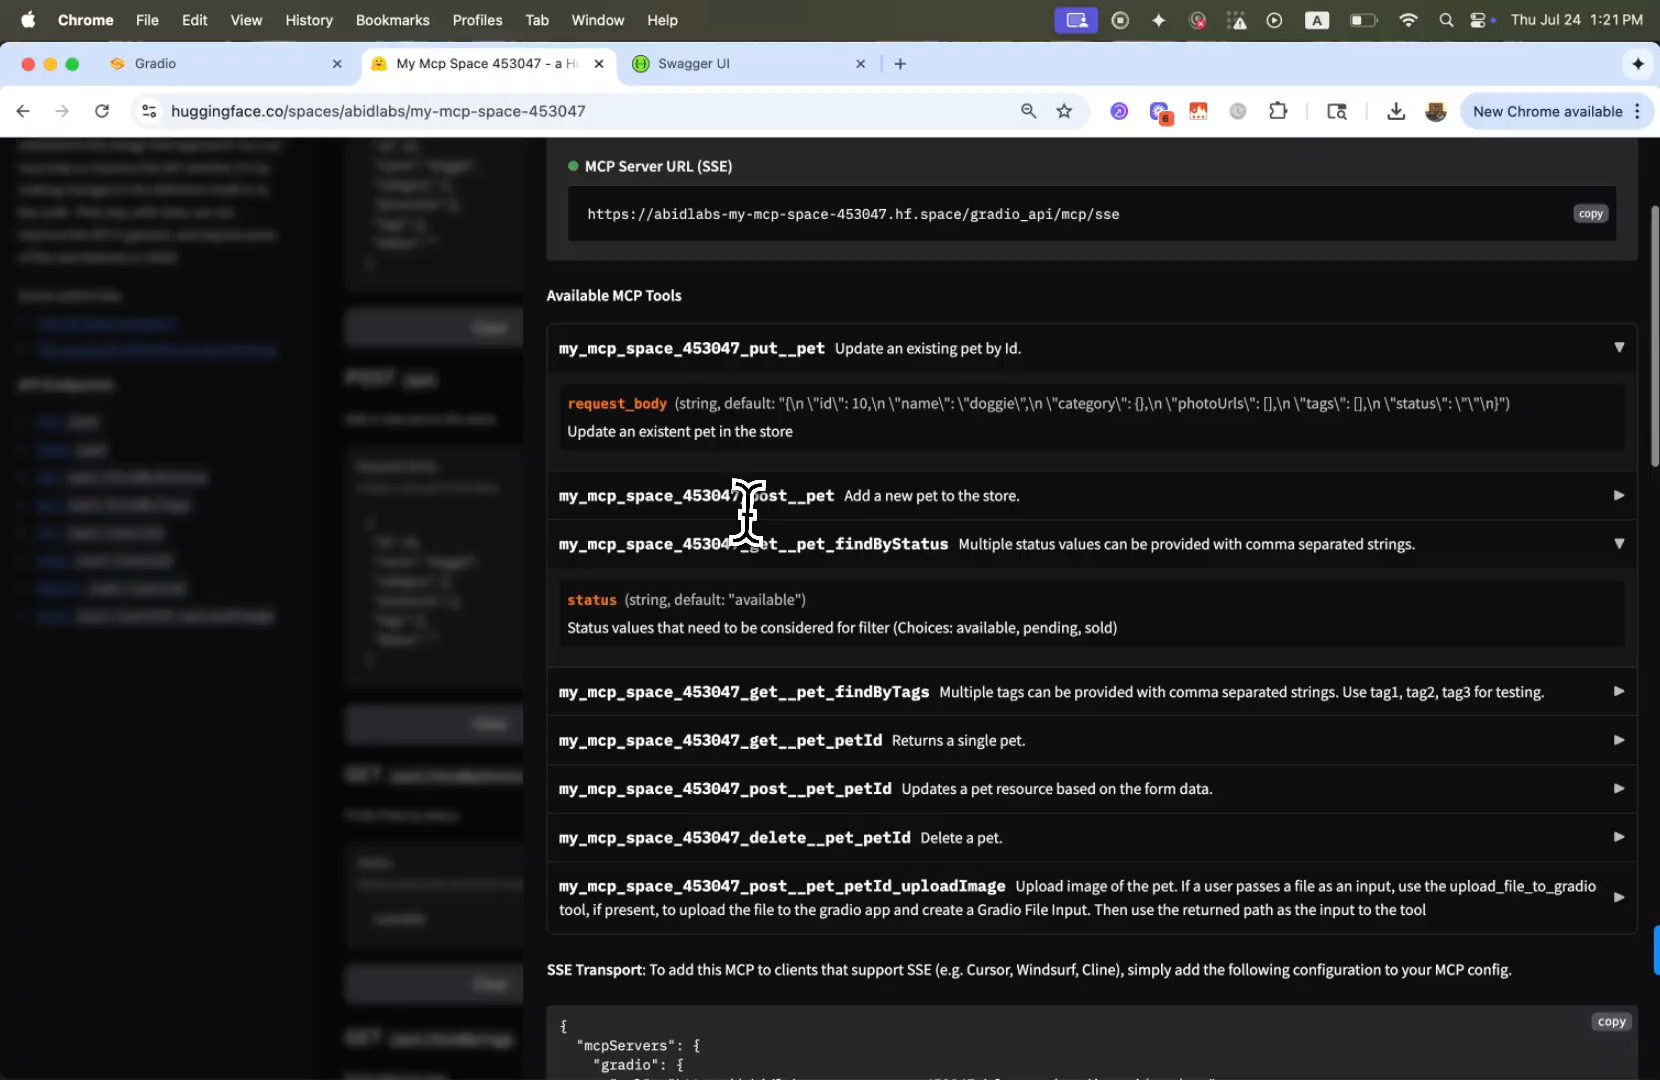 Chrome File Edit View History Bookmarks Profiles Tab Window Help A Thu Jul 24 1:21 PM
Gradio My Mcp Space 453047 - a H Swagger UI
huggingface.co/spaces/abidlabs/my-mcp-space-453047 6 New Chrome available
MCP Server URL (SSE)
https://abidlabs-my-mcp-space-453047.hf.space/gradio_api/mcp/sse copy
Available MCP Tools
my_mcp_space_453047_put__pet Update an existing pet by Id.
request_body (string, default: "{\n \"id\": 10,\n \"name\": \"doggie\",\n \"category\": {},\n \"photoUrls\": [],\n \"tags\": [],\n \"status\": \"\"\n}")
Update an existent pet in the store
my_mcp_space_453047_post__pet Add a new pet to the store.
my_mcp_space_453047_get__pet_findByStatus Multiple status values can be provided with comma separated strings.
status (string, default: "available")
Status values that need to be considered for filter (Choices: available, pending, sold)
my_mcp_space_453047_get__pet_findByTags Multiple tags can be provided with comma separated strings. Use tag1, tag2, tag3 for testing.
my_mcp_space_453047_get__pet_petId Returns a single pet.
my_mcp_space_453047_post__pet_petId Updates a pet resource based on the form data.
my_mcp_space_453047_delete__pet_petId Delete a pet.
my_mcp_space_453047_post__pet_petId_uploadImage Upload image of the pet. If a user passes a file as an input, use the upload_file_to_gradio
tool, if present, to upload the file to the gradio app and create a Gradio File Input. Then use the returned path as the input to the tool
SSE Transport: To add this MCP to clients that support SSE (e.g. Cursor, Windsurf, Cline), simply add the following configuration to your MCP config.
{ copy
"mcpServers": {
"gradio": {